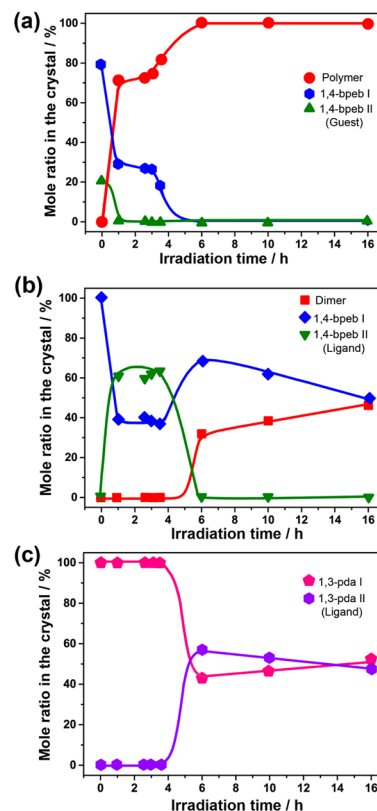 (a)
Mole ratio in the crystal / %
100
80
60
40
20
0
Polymer
1,4-bpeb I
1,4-bpeb II
(Guest)
0 2 4 6 8 10 12 14 16
Irradiation time / h
(b)
Mole ratio in the crystal / %
100
80
60
40
20
0
Dimer
1,4-bpeb I
1,4-bpeb II
(Ligand)
0 2 4 6 8 10 12 14 16
Irradiation time / h
(c)
Mole ratio in the crystal / %
100
80
60
40
20
0
1,3-pda I
1,3-pda II
(Ligand)
0 2 4 6 8 10 12 14 16
Irradiation time / h